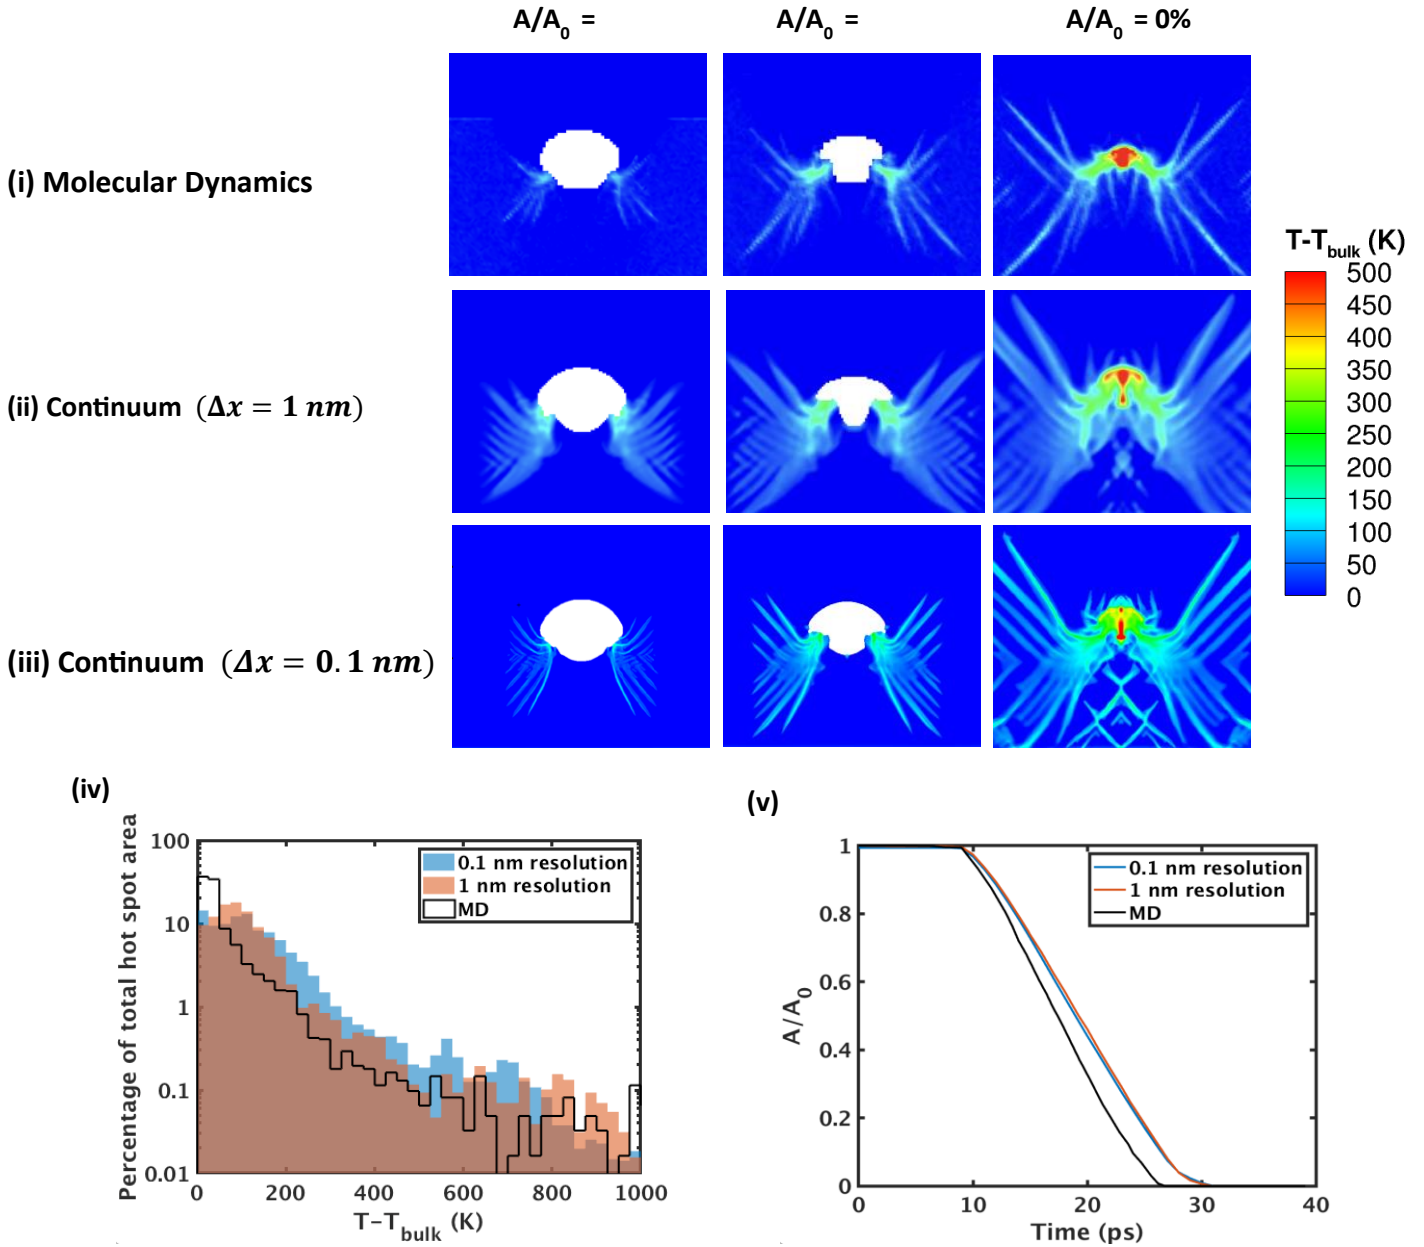 A/A₀ =
A/A₀ =
A/A₀ = 0%
(i) Molecular Dynamics
T-T_bulk (K)
500
450
400
350
300
250
200
150
100
50
0
(ii) Continuum (Δx = 1 nm)
(iii) Continuum (Δx = 0.1 nm)
(iv)
Percentage of total hot spot area
100
10
1
0.1
0.01
0.1 nm resolution
1 nm resolution
MD
0
200
400
600
800
1000
T-T_bulk (K)
(v)
A/A₀
1
0.8
0.6
0.4
0.2
0
0.1 nm resolution
1 nm resolution
MD
0
10
20
30
40
Time (ps)